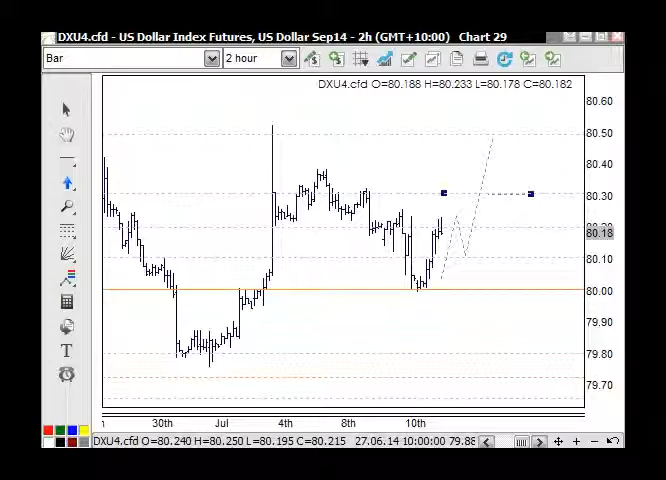 DXU4.cfd - US Dollar Index Futures, US Dollar Sep14 - 2h (GMT+10:00) Chart 29
Bar 2 hour
DXU4.cfd O=80.188 H=80.233 L=80.178 C=80.182
80.60
80.50
80.40
80.30
80.18
80.10
80.00
79.90
79.80
79.70
30th Jul 4th 8th 10th
DXU4.cfd O=80.240 H=80.250 L=80.195 C=80.215 27.06.14 10:00:00 79.88